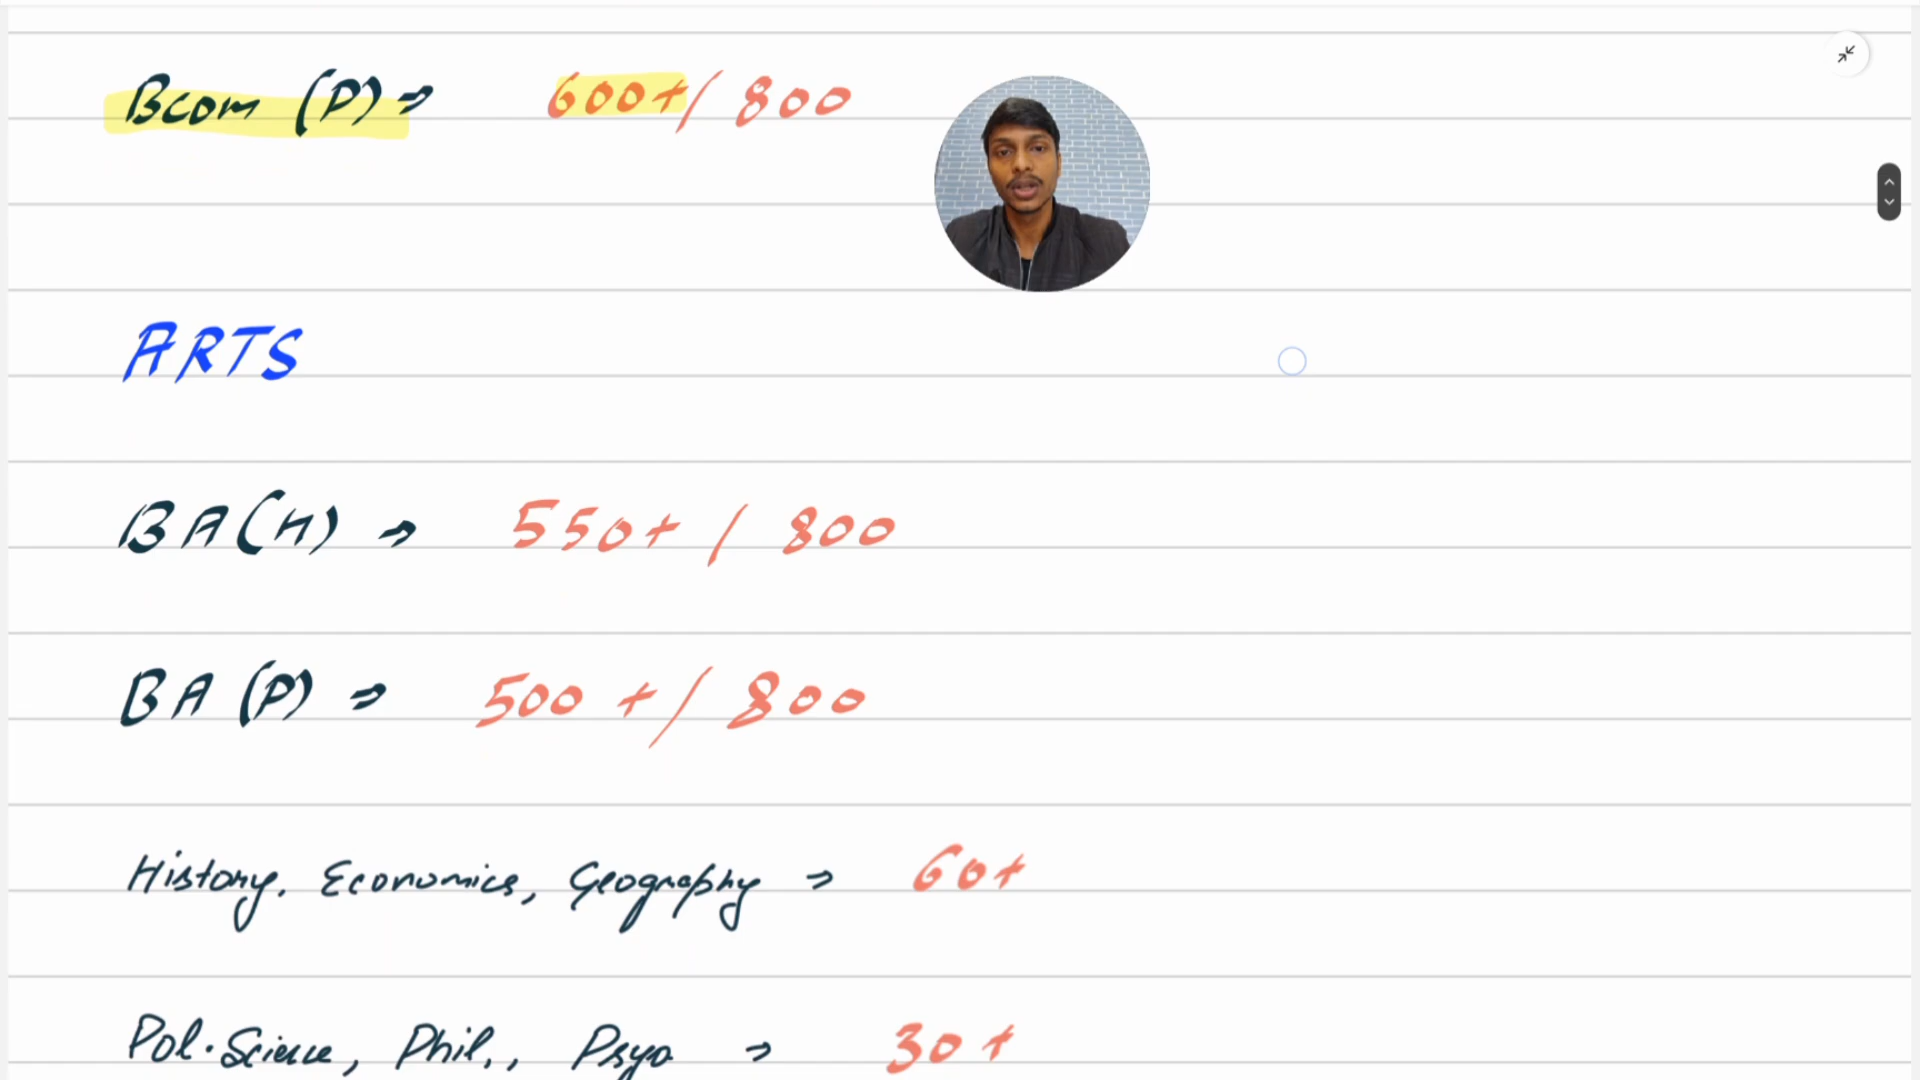 Bcom (P) ⇒ 600+/ 800
ARTS
BA(H) ⇒ 550+ / 800
BA (P) ⇒ 500 +/ 800
History. Economics, Geography ⇒ 60+
Pol. Science, Phil., Psyo ⇒ 30+